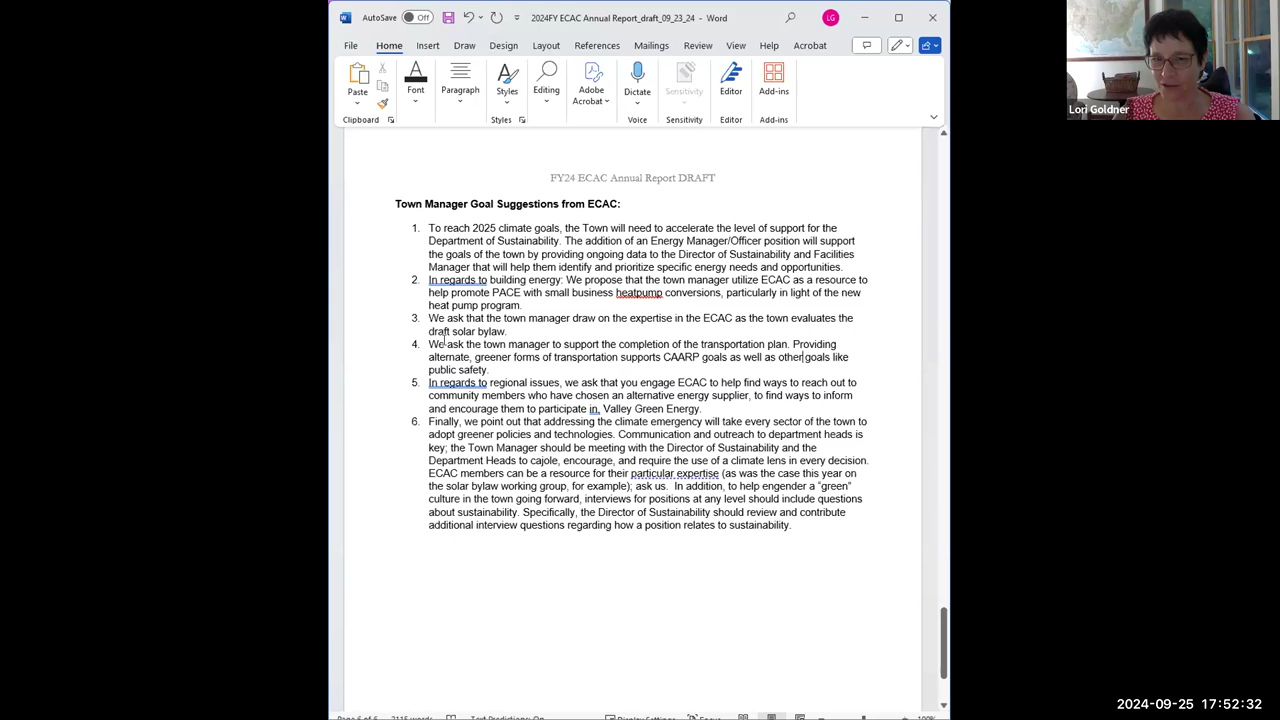 AutoSave Off 2024FY ECAC Annual Report_draft_09_23_24 - Word LG
File Home Insert Draw Design Layout References Mailings Review View Help Acrobat
Paste Font Paragraph Styles Editing Adobe Acrobat Dictate Sensitivity Editor Add-ins
Clipboard Styles Voice Sensitivity Editor Add-ins
Lori Goldner
FY24 ECAC Annual Report DRAFT
Town Manager Goal Suggestions from ECAC:
1. To reach 2025 climate goals, the Town will need to accelerate the level of support for the
Department of Sustainability. The addition of an Energy Manager/Officer position will support
the goals of the town by providing ongoing data to the Director of Sustainability and Facilities
Manager that will help them identify and prioritize specific energy needs and opportunities.
2. In regards to building energy: We propose that the town manager utilize ECAC as a resource to
help promote PACE with small business heatpump conversions, particularly in light of the new
heat pump program.
3. We ask that the town manager draw on the expertise in the ECAC as the town evaluates the
draft solar bylaw.
4. We ask the town manager to support the completion of the transportation plan. Providing
alternate, greener forms of transportation supports CAARP goals as well as other goals like
public safety.
5. In regards to regional issues, we ask that you engage ECAC to help find ways to reach out to
community members who have chosen an alternative energy supplier, to find ways to inform
and encourage them to participate in, Valley Green Energy.
6. Finally, we point out that addressing the climate emergency will take every sector of the town to
adopt greener policies and technologies. Communication and outreach to department heads is
key; the Town Manager should be meeting with the Director of Sustainability and the
Department Heads to cajole, encourage, and require the use of a climate lens in every decision.
ECAC members can be a resource for their particular expertise (as was the case this year on
the solar bylaw working group, for example); ask us. In addition, to help engender a “green”
culture in the town going forward, interviews for positions at any level should include questions
about sustainability. Specifically, the Director of Sustainability should review and contribute
additional interview questions regarding how a position relates to sustainability.
Page 6 of 6 2115 words Text Predictions: On Display Settings Focus 100%
2024-09-25 17:52:32